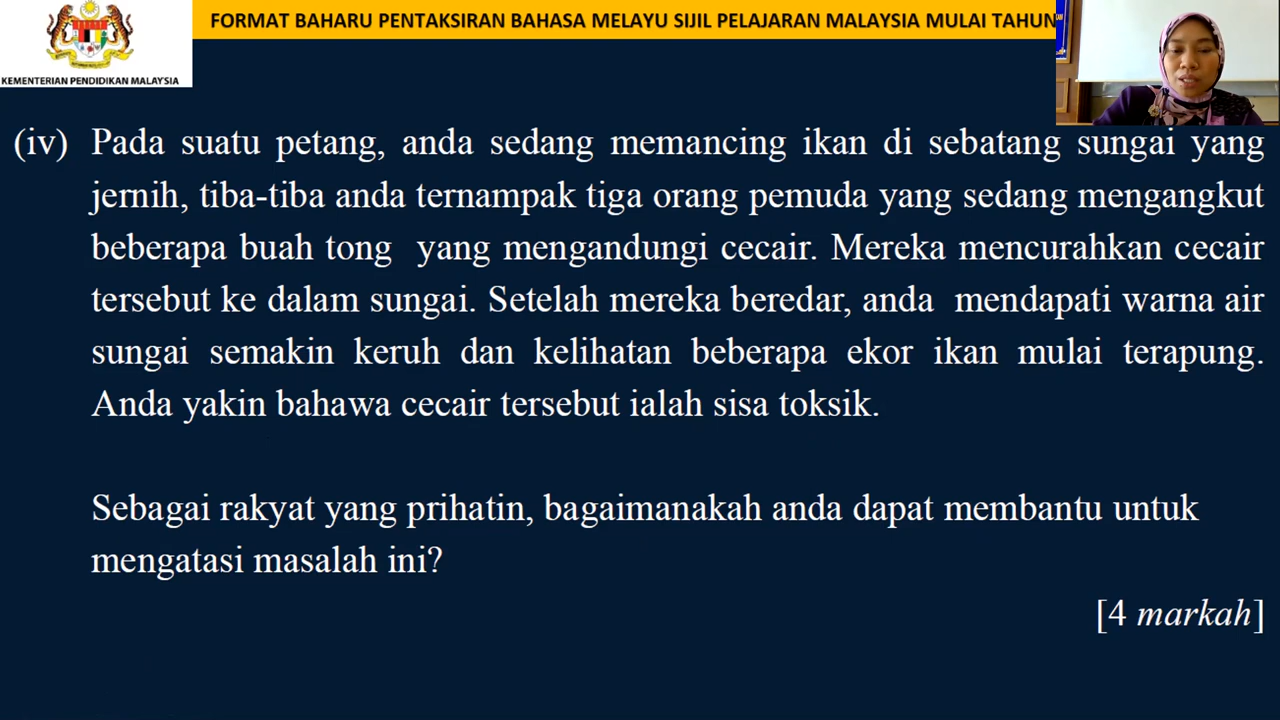 FORMAT BAHARU PENTAKSIRAN BAHASA MELAYU SIJIL PELAJARAN MALAYSIA MULAI TAHUN
KEMENTERIAN PENDIDIKAN MALAYSIA
(iv) Pada suatu petang, anda sedang memancing ikan di sebatang sungai yang
jernih, tiba-tiba anda ternampak tiga orang pemuda yang sedang mengangkut
beberapa buah tong yang mengandungi cecair. Mereka mencurahkan cecair
tersebut ke dalam sungai. Setelah mereka beredar, anda mendapati warna air
sungai semakin keruh dan kelihatan beberapa ekor ikan mulai terapung.
Anda yakin bahawa cecair tersebut ialah sisa toksik.
Sebagai rakyat yang prihatin, bagaimanakah anda dapat membantu untuk
mengatasi masalah ini?
[4 markah]